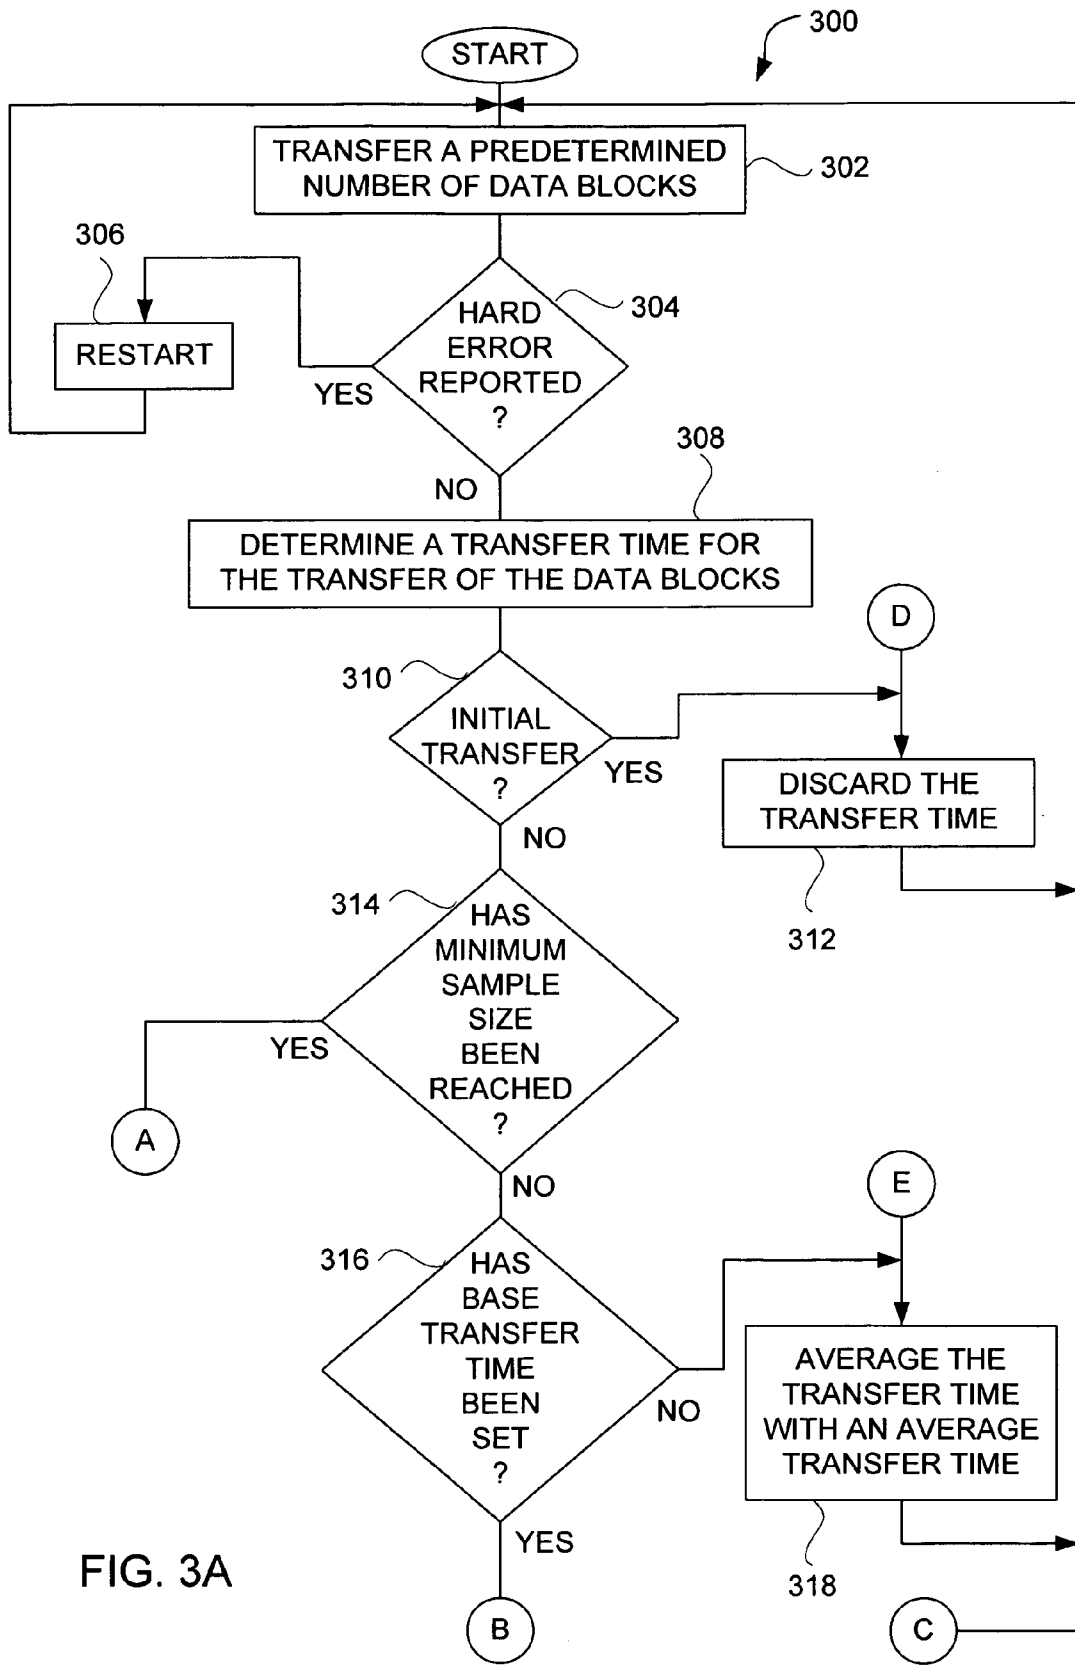 300
START
TRANSFER A PREDETERMINED
NUMBER OF DATA BLOCKS
302
306
304
HARD
ERROR
REPORTED
?
RESTART
YES
NO
308
DETERMINE A TRANSFER TIME FOR
THE TRANSFER OF THE DATA BLOCKS
D
310
INITIAL
TRANSFER
?
YES
DISCARD THE
TRANSFER TIME
NO
312
314
HAS
MINIMUM
SAMPLE
SIZE
BEEN
REACHED
?
YES
A
NO
E
316
HAS
BASE
TRANSFER
TIME
BEEN
SET
?
NO
AVERAGE THE
TRANSFER TIME
WITH AN AVERAGE
TRANSFER TIME
YES
318
FIG. 3A
B
C